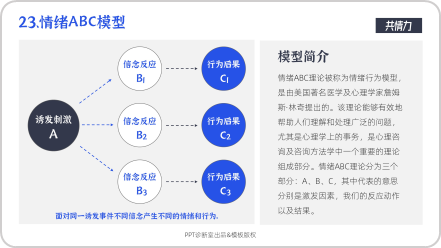 23.情绪ABC模型
共情力
诱发刺激
A
信念反应
B1
行为后果
C1
信念反应
B2
行为后果
C2
信念反应
B3
行为后果
C3
面对同一诱发事件不同信念产生不同的情绪和行为.
模型简介
情绪ABC理论被称为情绪行为模型,
是由美国著名医学及心理学家詹姆
斯·林奇提出的。该理论能够有效地
帮助人们理解和处理广泛的问题,
尤其是心理学上的事务,是心理咨
询及咨询方法学中一个重要的理论
组成部分。情绪ABC理论分为三个
部分:A、B、C,其中代表的意思
分别是激发因素,我们的反应动作
以及结果。
PPT诊断室出品&模板版权